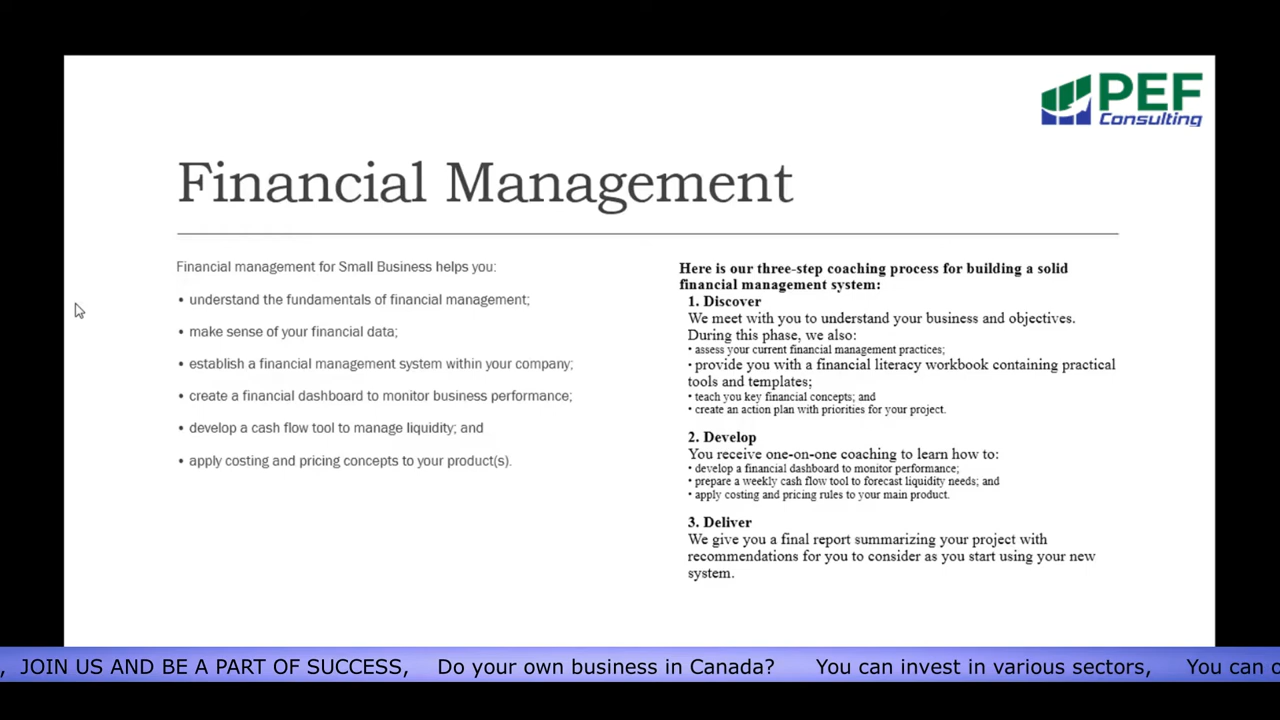 PEF
Consulting
Financial Management
Financial management for Small Business helps you:
• understand the fundamentals of financial management;
• make sense of your financial data;
• establish a financial management system within your company;
• create a financial dashboard to monitor business performance;
• develop a cash flow tool to manage liquidity; and
• apply costing and pricing concepts to your product(s).
Here is our three-step coaching process for building a solid
financial management system:
1. Discover
We meet with you to understand your business and objectives.
During this phase, we also:
• assess your current financial management practices;
• provide you with a financial literacy workbook containing practical
tools and templates;
• teach you key financial concepts; and
• create an action plan with priorities for your project.
2. Develop
You receive one-on-one coaching to learn how to:
• develop a financial dashboard to monitor performance;
• prepare a weekly cash flow tool to forecast liquidity needs; and
• apply costing and pricing rules to your main product.
3. Deliver
We give you a final report summarizing your project with
recommendations for you to consider as you start using your new
system.
, JOIN US AND BE A PART OF SUCCESS, Do your own business in Canada? You can invest in various sectors, You can